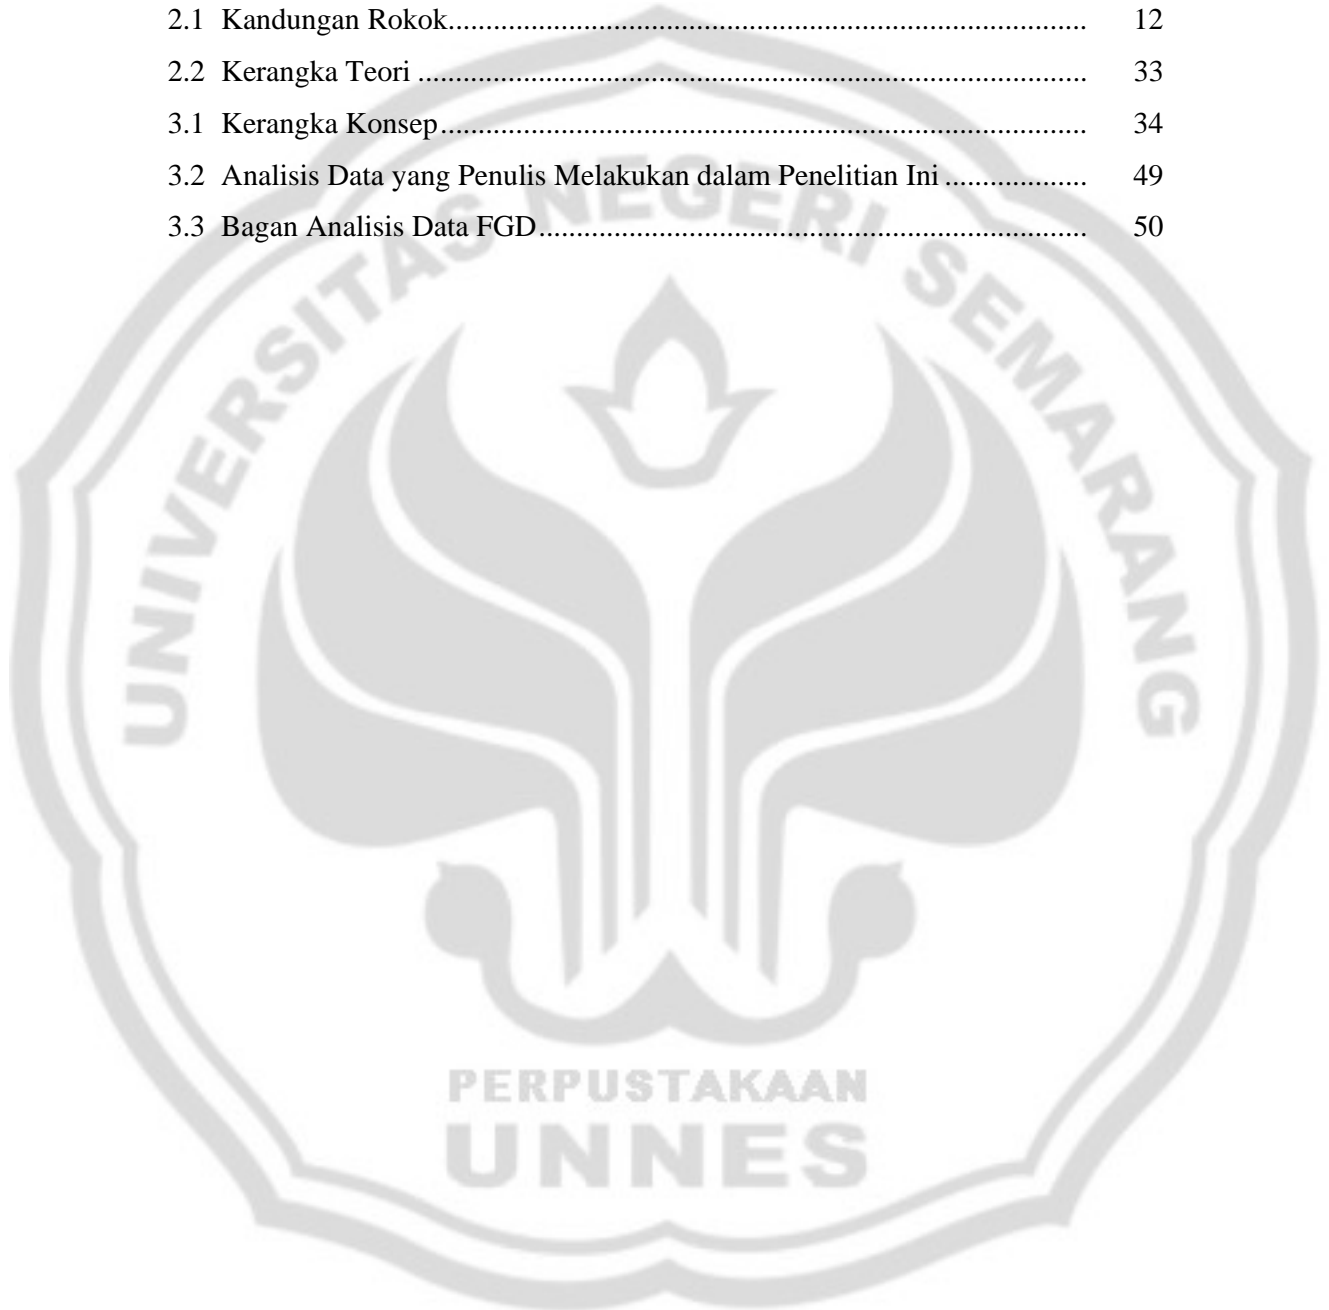 2.1 Kandungan Rokok..................................................................................... 12
2.2 Kerangka Teori ......................................................................................... 33
3.1 Kerangka Konsep...................................................................................... 34
3.2 Analisis Data yang Penulis Melakukan dalam Penelitian Ini ................... 49
3.3 Bagan Analisis Data FGD......................................................................... 50
UNIVERSITAS NEGERI SEMARANG
PERPUSTAKAAN
UNNES